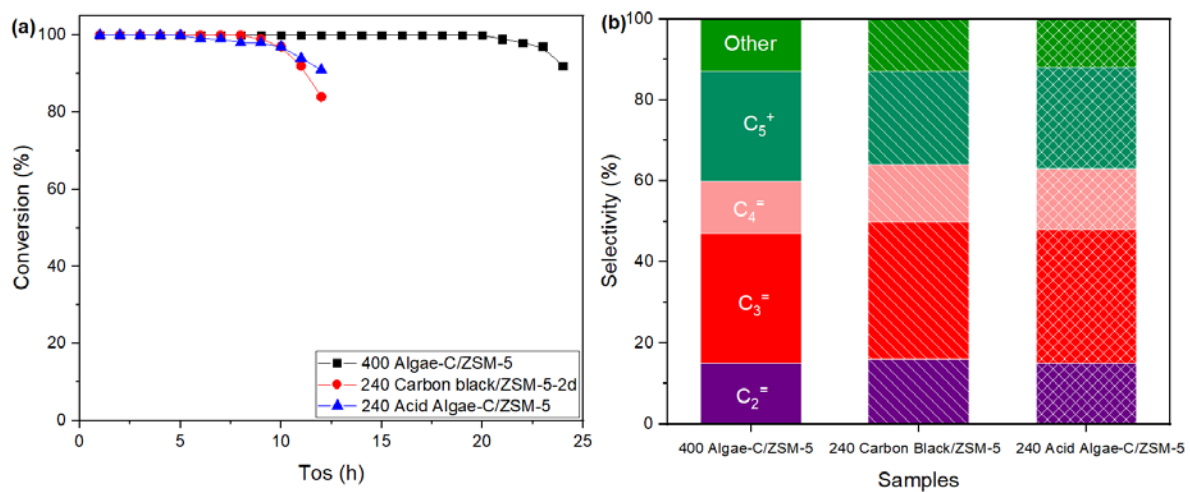 (a)
100
80
60
40
20
0
Conversion (%)
400 Algae-C/ZSM-5
240 Carbon black/ZSM-5-2d
240 Acid Algae-C/ZSM-5
0 5 10 15 20 25
Tos (h)
(b)
100
80
60
40
20
0
Selectivity (%)
Other
C₅⁺
C₄⁼
C₃⁼
C₂⁼
400 Algae-C/ZSM-5 240 Carbon Black/ZSM-5 240 Acid Algae-C/ZSM-5
Samples